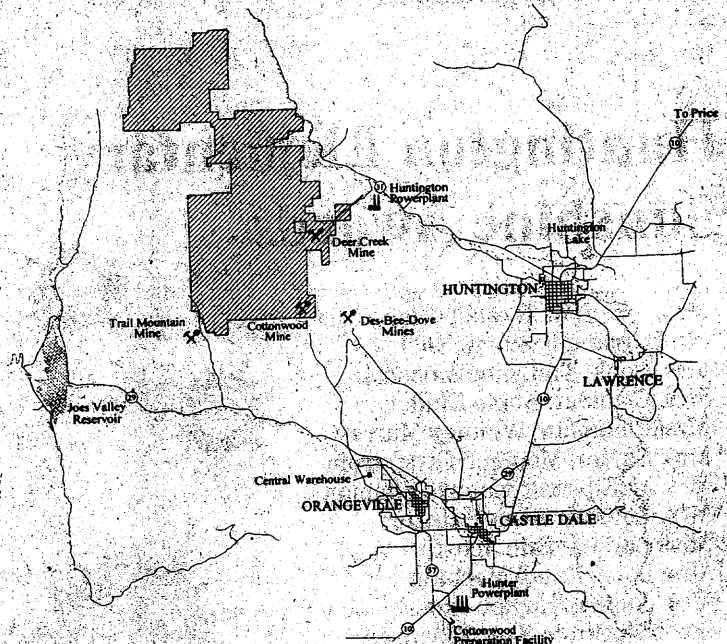 To Price
10
31
Huntington
Powerplant
Huntington
Lake
Deer Creek
Mine
HUNTINGTON
Trail Mountain
Mine
Cottonwood
Mine
Des-Bee-Dove
Mines
LAWRENCE
Joes Valley
Reservoir
29
10
29
Central Warehouse
ORANGEVILLE
CASTLE DALE
57
Hunter
Powerplant
10
Cottonwood
Preparation Facility